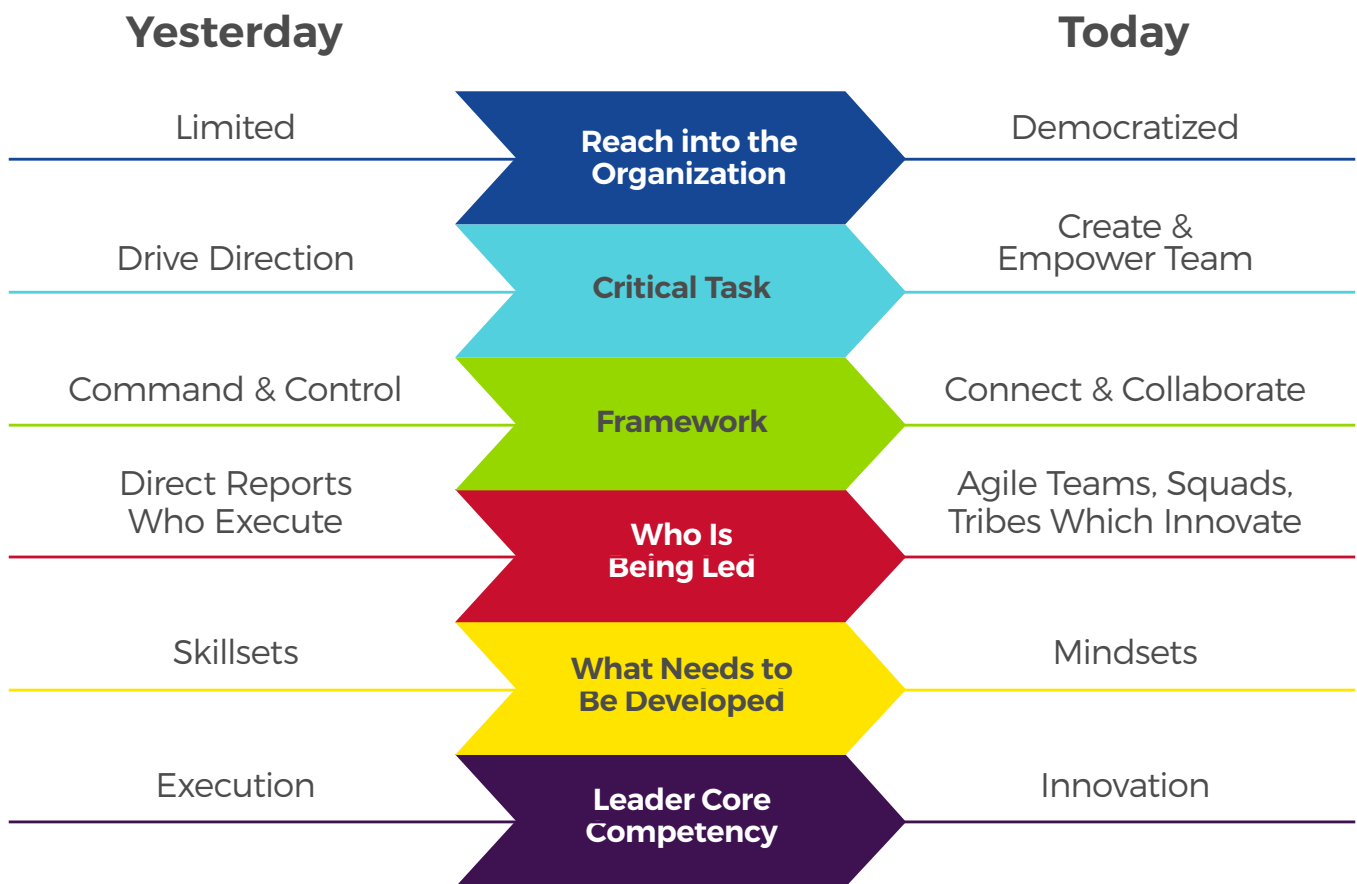 Yesterday
Today
Limited
Reach into the
Organization
Democratized
Drive Direction
Critical Task
Create &
Empower Team
Command & Control
Framework
Connect & Collaborate
Direct Reports
Who Execute
Who Is
Being Led
Agile Teams, Squads,
Tribes Which Innovate
Skillsets
What Needs to
Be Developed
Mindsets
Execution
Leader Core
Competency
Innovation